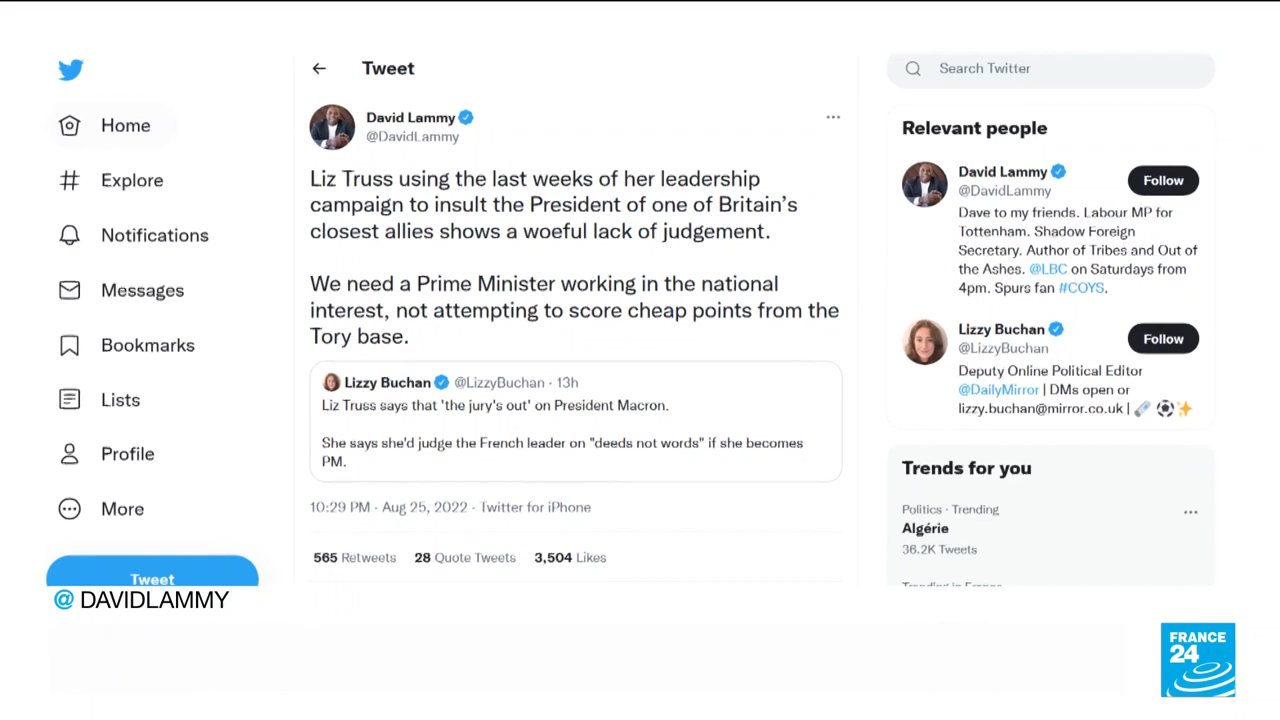 Home
Explore
Notifications
Messages
Bookmarks
Lists
Profile
More
Tweet
Tweet
David Lammy
@DavidLammy
Liz Truss using the last weeks of her leadership
campaign to insult the President of one of Britain's
closest allies shows a woeful lack of judgement.
We need a Prime Minister working in the national
interest, not attempting to score cheap points from the
Tory base.
Lizzy Buchan @LizzyBuchan · 13h
Liz Truss says that 'the jury's out' on President Macron.
She says she'd judge the French leader on "deeds not words" if she becomes
PM.
10:29 PM · Aug 25, 2022 · Twitter for iPhone
565 Retweets 28 Quote Tweets 3,504 Likes
Search Twitter
Relevant people
David Lammy
@DavidLammy
Follow
Dave to my friends. Labour MP for
Tottenham. Shadow Foreign
Secretary. Author of Tribes and Out of
the Ashes. @LBC on Saturdays from
4pm. Spurs fan #COYS.
Lizzy Buchan
@LizzyBuchan
Follow
Deputy Online Political Editor
@DailyMirror | DMs open or
lizzy.buchan@mirror.co.uk |
Trends for you
Politics · Trending
Algérie
36.2K Tweets
Trending in France
@ DAVIDLAMMY
FRANCE
24